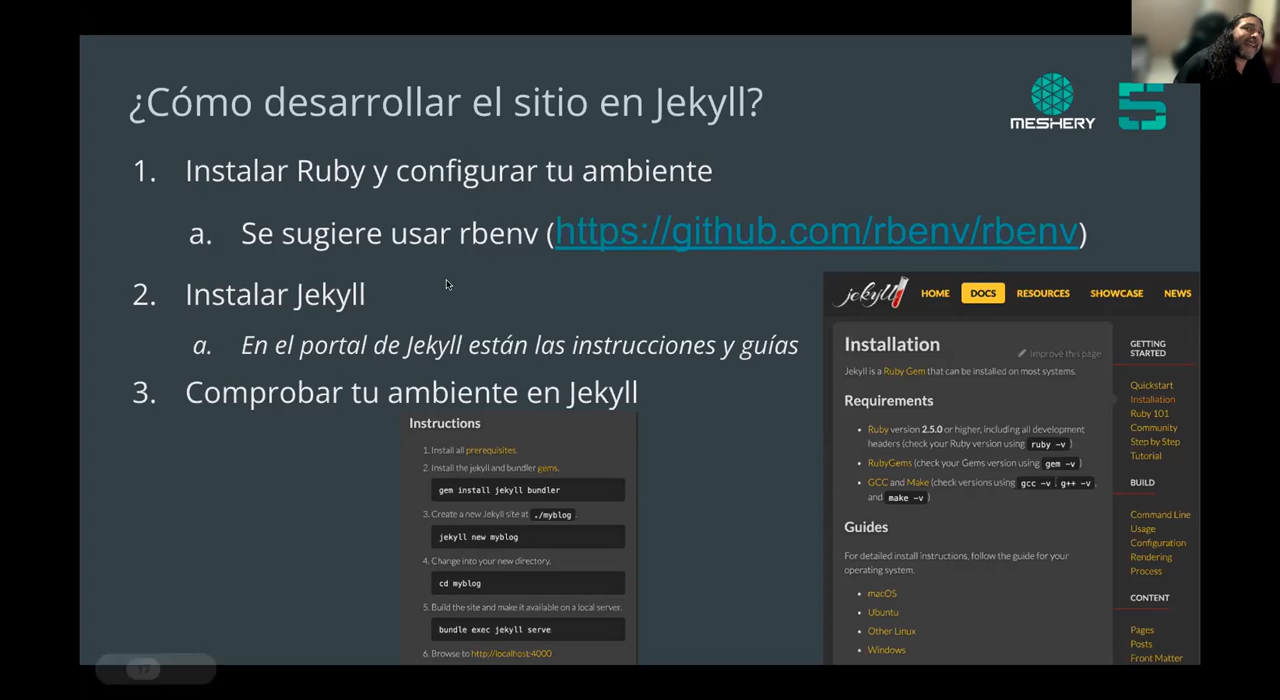 ¿Cómo desarrollar el sitio en Jekyll?
MESHERY
5
1. Instalar Ruby y configurar tu ambiente
a. Se sugiere usar rbenv (https://github.com/rbenv/rbenv)
2. Instalar Jekyll
a. En el portal de Jekyll están las instrucciones y guías
3. Comprobar tu ambiente en Jekyll
Instructions
1. Install all prerequisites.
2. Install the jekyll and bundler gems.
gem install jekyll bundler
3. Create a new Jekyll site at ./myblog.
jekyll new myblog
4. Change into your new directory.
cd myblog
5. Build the site and make it available on a local server.
bundle exec jekyll serve
6. Browse to http://localhost:4000
jekyll HOME DOCS RESOURCES SHOWCASE NEWS
Installation
Improve this page
Jekyll is a Ruby Gem that can be installed on most systems.
Requirements
• Ruby version 2.5.0 or higher, including all development
headers (check your Ruby version using ruby -v)
• RubyGems (check your Gems version using gem -v)
• GCC and Make (check versions using gcc -v, g++ -v,
and make -v)
Guides
For detailed install instructions, follow the guide for your
operating system.
• macOS
• Ubuntu
• Other Linux
• Windows
GETTING
STARTED
Quickstart
Installation
Ruby 101
Community
Step by Step
Tutorial
BUILD
Command Line
Usage
Configuration
Rendering
Process
CONTENT
Pages
Posts
Front Matter
17